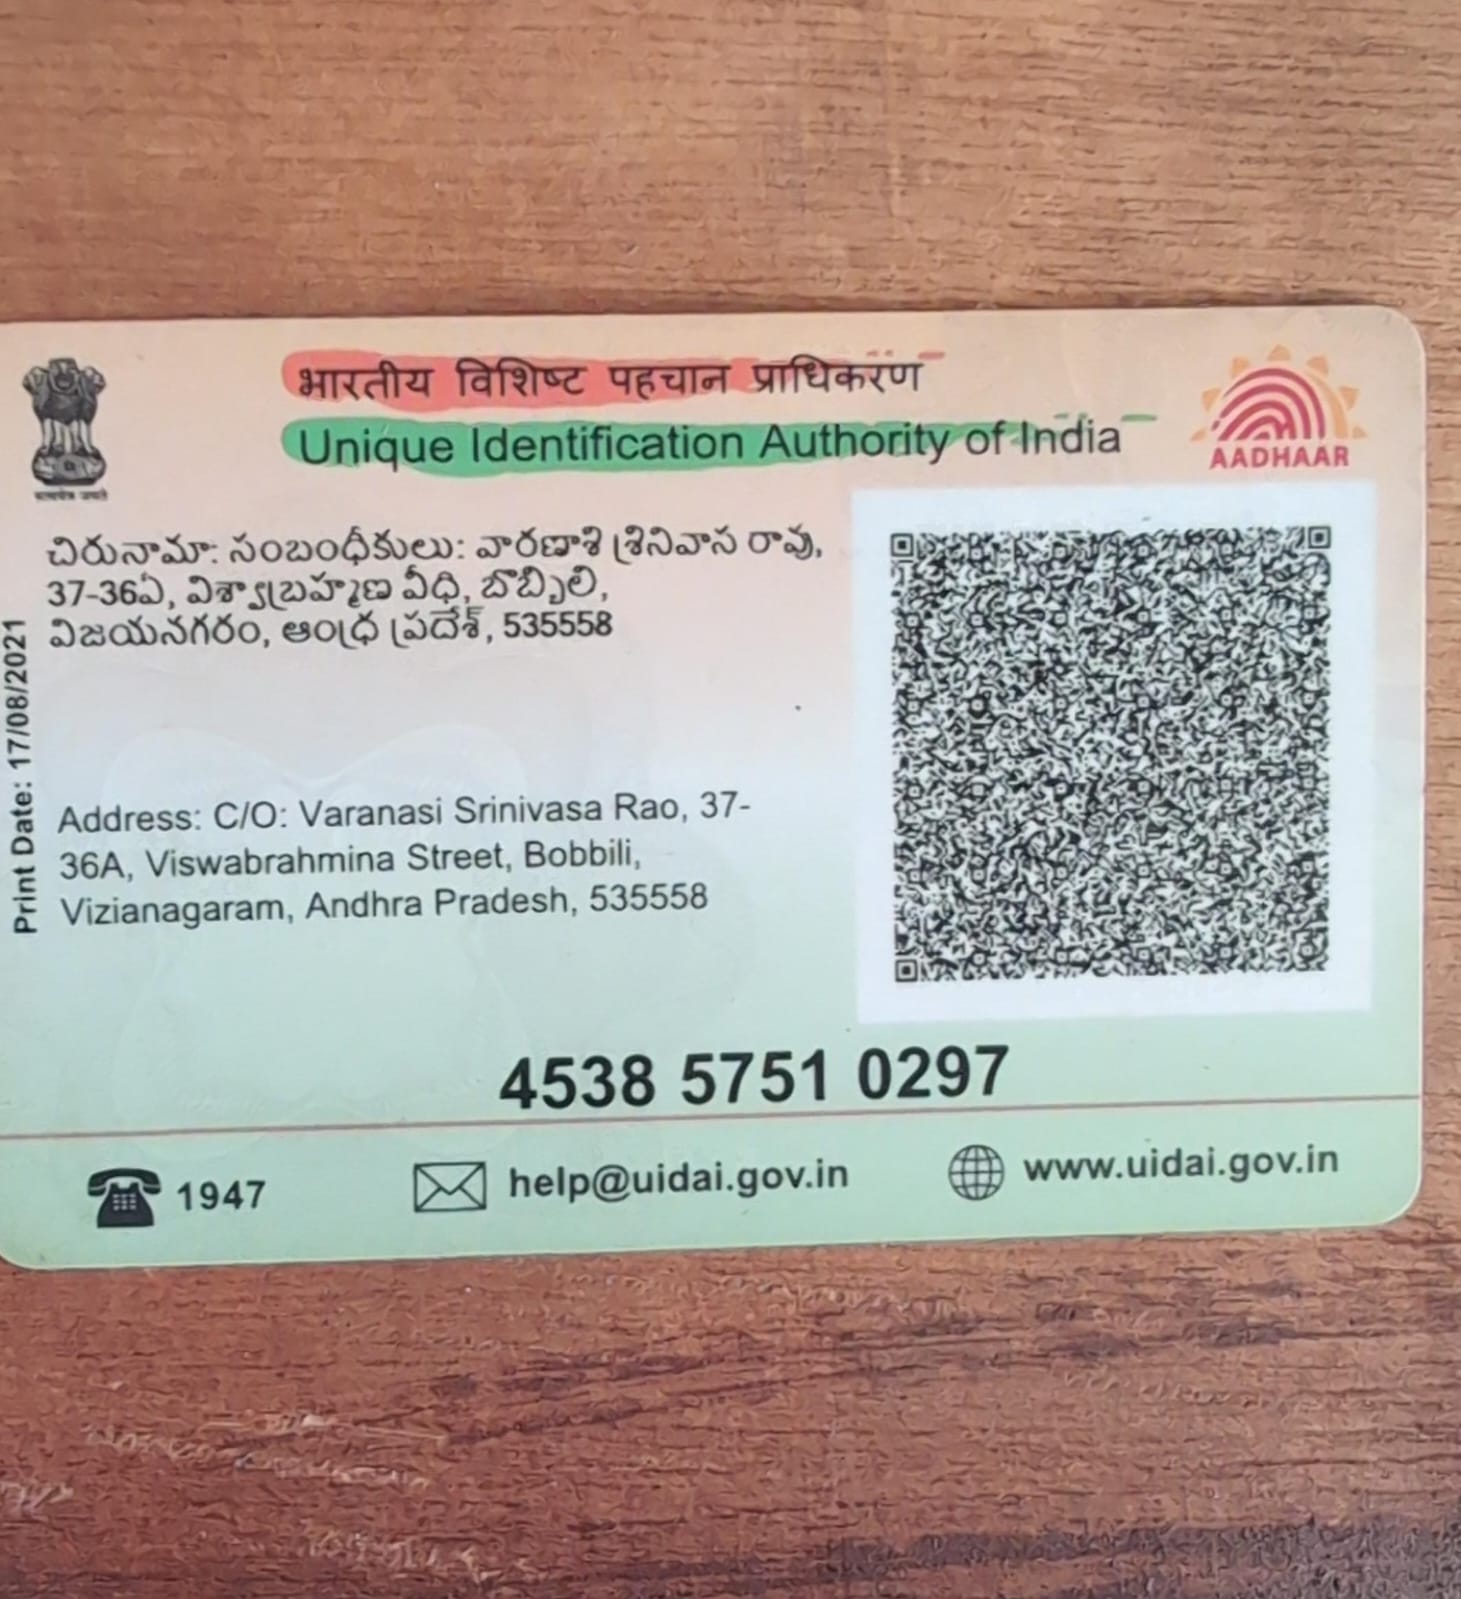 भारतीय विशिष्ट पहचान प्राधिकरण
Unique Identification Authority of India
AADHAAR
చిరునామా: సంబంధీకులు: వారణాశి శ్రీనివాస రావు,
37-36ఏ, విశ్వాబ్రహ్మణ వీధి, బొబ్బిలి,
విజయనగరం, ఆంధ్ర ప్రదేశ్, 535558
Print Date: 17/08/2021
Address: C/O: Varanasi Srinivasa Rao, 37-
36A, Viswabrahmina Street, Bobbili,
Vizianagaram, Andhra Pradesh, 535558
4538 5751 0297
1947
help@uidai.gov.in
www.uidai.gov.in